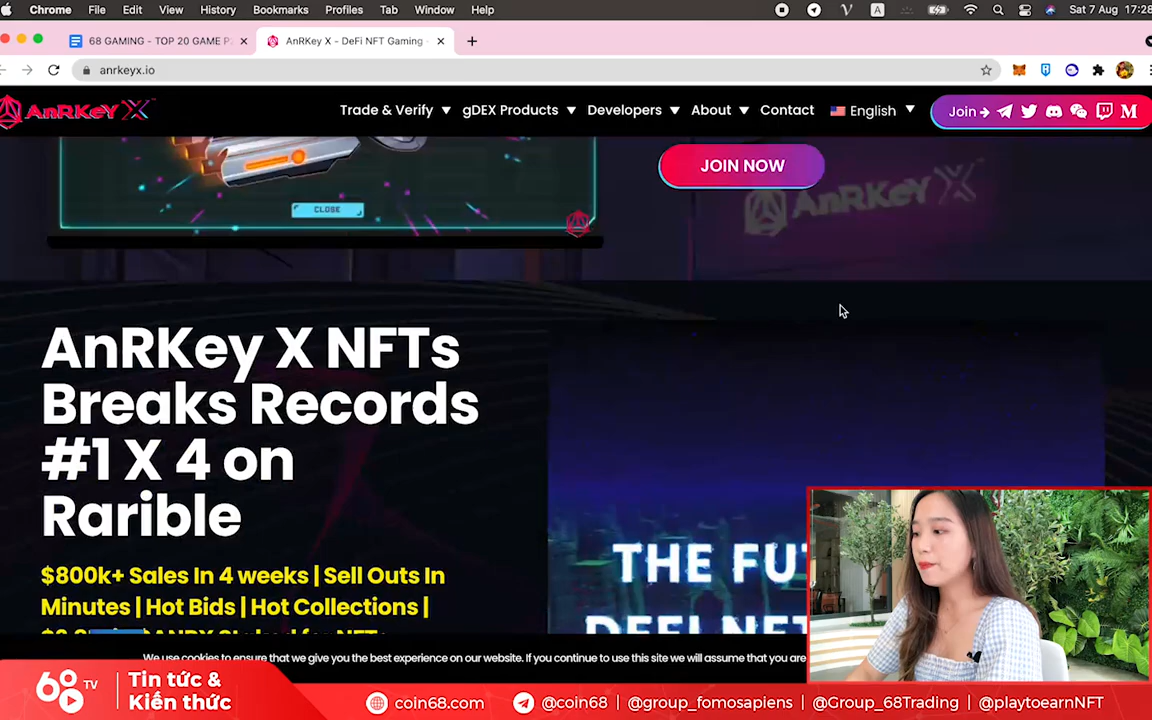 Chrome File Edit View History Bookmarks Profiles Tab Window Help A Sat 7 Aug 17:28
68 GAMING - TOP 20 GAME P AnRKey X - DeFi NFT Gaming -
anrkeyx.io
AnRKeY X Trade & Verify gDEX Products Developers About Contact English Join
JOIN NOW
AnRKeY X
CLOSE
AnRKey X NFTs
Breaks Records
#1 X 4 on
Rarible
THE FU
$800k+ Sales In 4 weeks | Sell Outs In
Minutes | Hot Bids | Hot Collections |
We use cookies to ensure that we give you the best experience on our website. If you continue to use this site we will assume that you are
68 TV Tin tức &
Kiến thức
coin68.com @coin68 @group_fomosapiens @Group_68Trading @playtoearnNFT